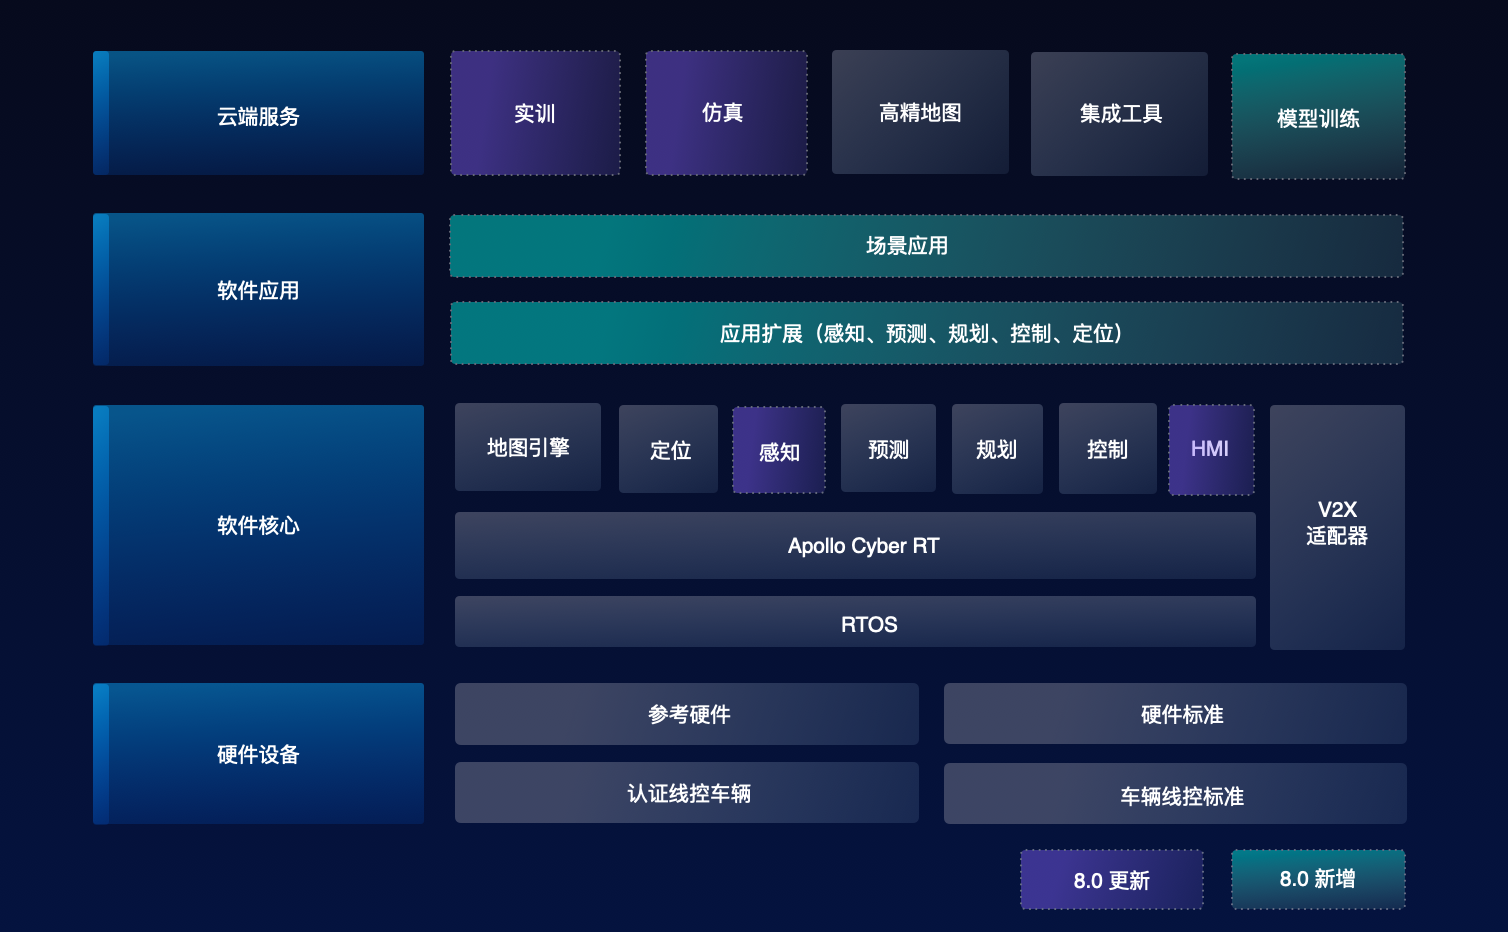 云端服务
实训
仿真
高精地图
集成工具
模型训练
软件应用
场景应用
应用扩展（感知、预测、规划、控制、定位）
软件核心
地图引擎
定位
感知
预测
规划
控制
HMI
V2X
适配器
Apollo Cyber RT
RTOS
硬件设备
参考硬件
硬件标准
认证线控车辆
车辆线控标准
8.0 更新
8.0 新增